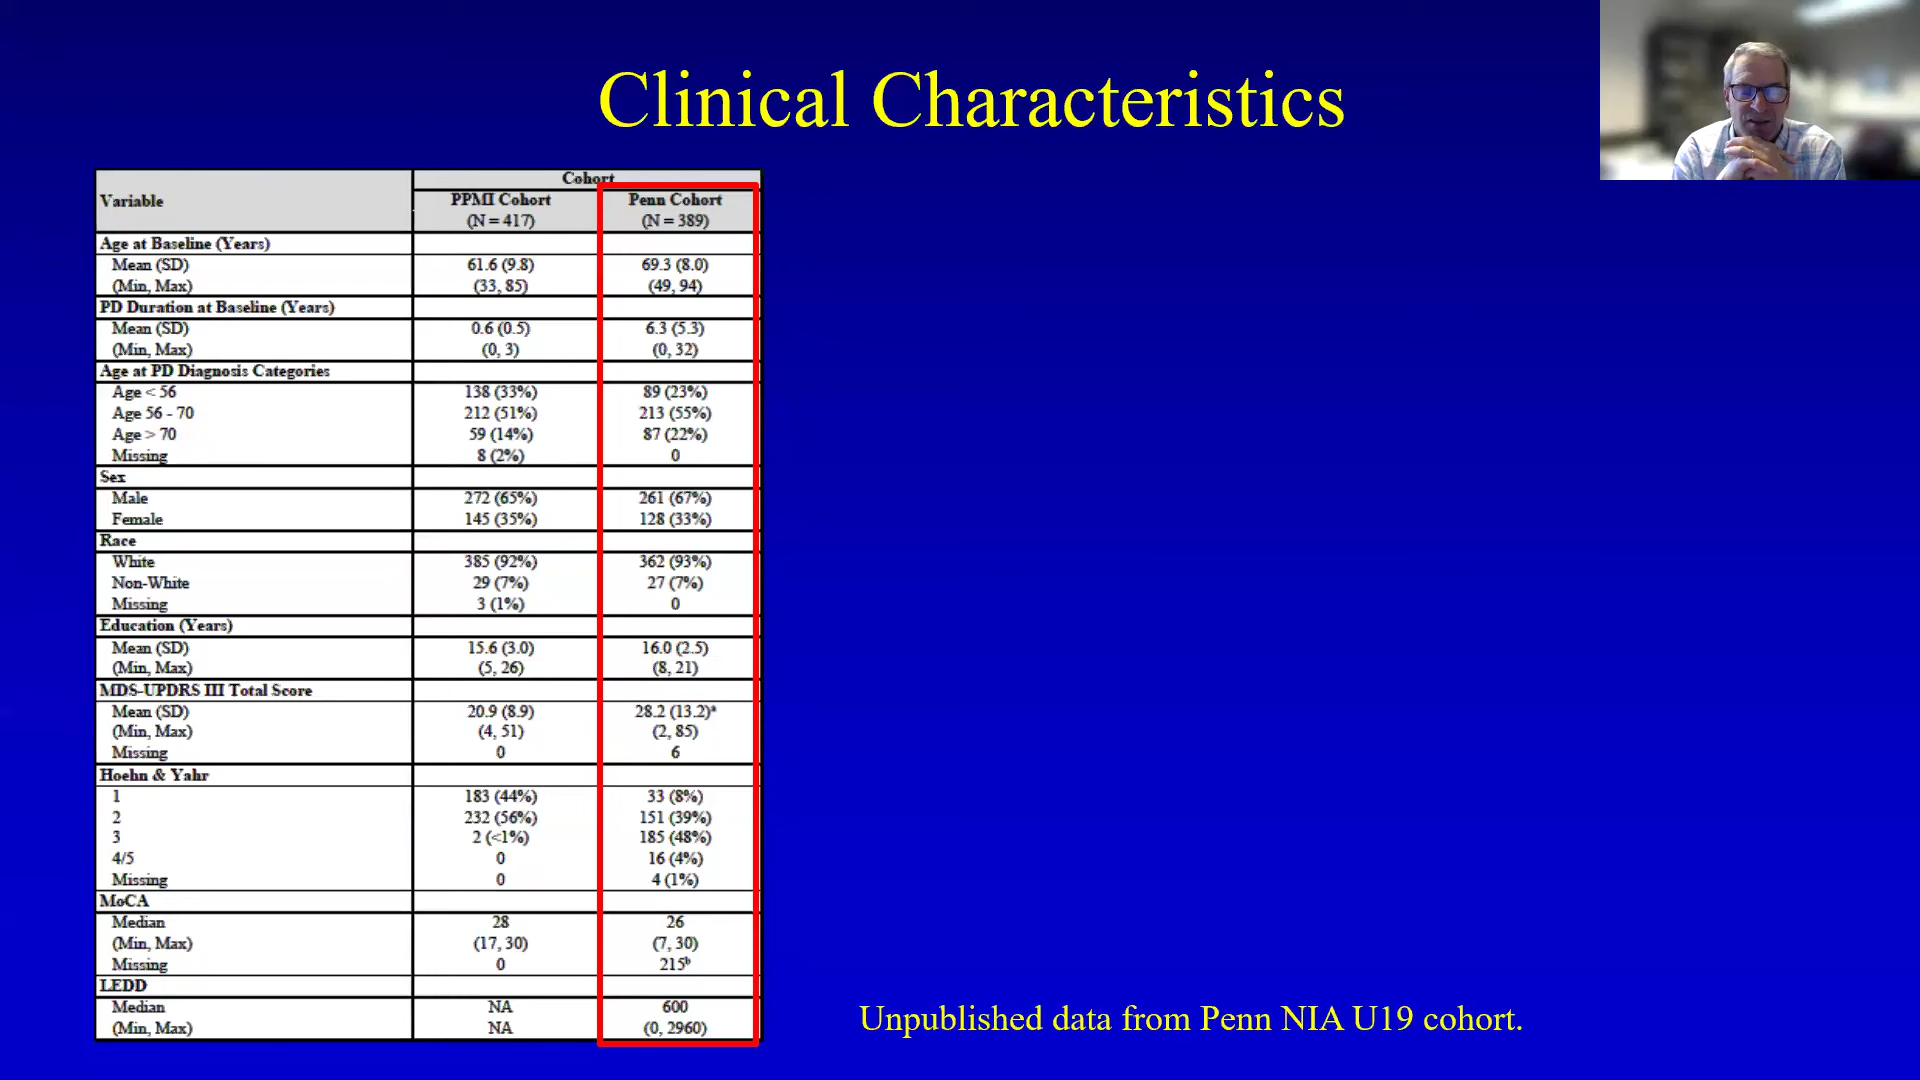 Clinical Characteristics
Variable
Cohort
PPMI Cohort Penn Cohort
(N = 417) (N = 389)
Age at Baseline (Years)
Mean (SD) 61.6 (9.8) 69.3 (8.0)
(Min, Max) (33, 85) (49, 94)
PD Duration at Baseline (Years)
Mean (SD) 0.6 (0.5) 6.3 (5.3)
(Min, Max) (0, 3) (0, 32)
Age at PD Diagnosis Categories
Age < 56 138 (33%) 89 (23%)
Age 56 - 70 212 (51%) 213 (55%)
Age > 70 59 (14%) 87 (22%)
Missing 8 (2%) 0
Sex
Male 272 (65%) 261 (67%)
Female 145 (35%) 128 (33%)
Race
White 385 (92%) 362 (93%)
Non-White 29 (7%) 27 (7%)
Missing 3 (1%) 0
Education (Years)
Mean (SD) 15.6 (3.0) 16.0 (2.5)
(Min, Max) (5, 26) (8, 21)
MDS-UPDRS III Total Score
Mean (SD) 20.9 (8.9) 28.2 (13.2)ᵃ
(Min, Max) (4, 51) (2, 85)
Missing 0 6
Hoehn & Yahr
1 183 (44%) 33 (8%)
2 232 (56%) 151 (39%)
3 2 (<1%) 185 (48%)
4/5 0 16 (4%)
Missing 0 4 (1%)
MoCA
Median 28 26
(Min, Max) (17, 30) (7, 30)
Missing 0 215ᵇ
LEDD
Median NA 600
(Min, Max) NA (0, 2960)
Unpublished data from Penn NIA U19 cohort.